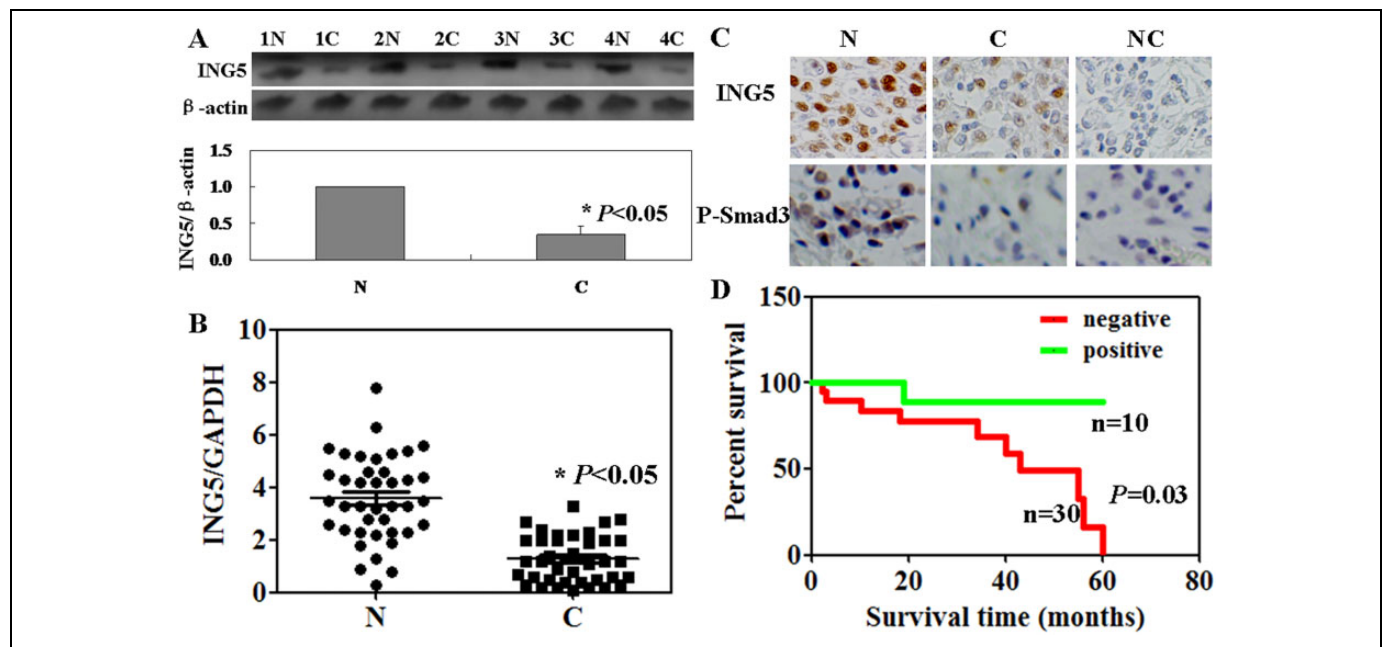 A
1N 1C 2N 2C 3N 3C 4N 4C
ING5
β-actin
ING5/β-actin
1.5
1.0
0.5
0.0
* P<0.05
N C
B
ING5/GAPDH
10
8
6
4
2
0
* P<0.05
N C
C
N C NC
ING5
P-Smad3
D
Percent survival
150
100
50
0
negative
positive
n=10
P=0.03
n=30
0 20 40 60 80
Survival time (months)